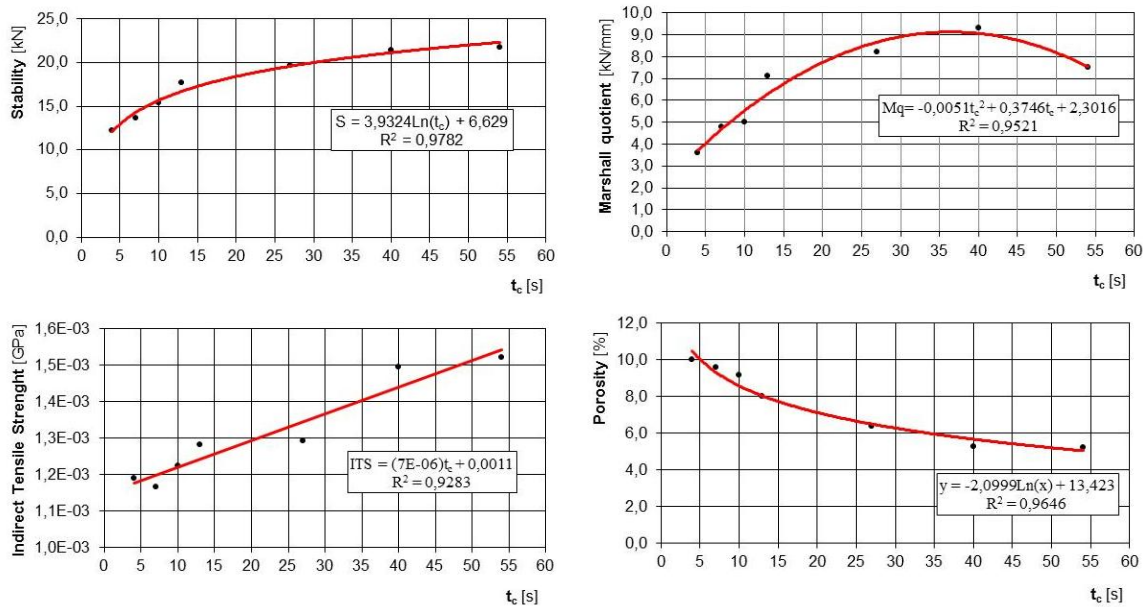 Stability [kN]
25,0
20,0
15,0
10,0
5,0
0,0
S = 3,9324Ln(tc) + 6,629
R² = 0,9782
0 5 10 15 20 25 30 35 40 45 50 55 60
tc [s]
Marshall quotient [kN/mm]
10,0
9,0
8,0
7,0
6,0
5,0
4,0
3,0
2,0
1,0
0,0
Mq= -0,0051tc² + 0,3746tc + 2,3016
R² = 0,9521
0 5 10 15 20 25 30 35 40 45 50 55 60
tc [s]
Indirect Tensile Strenght [GPa]
1,6E-03
1,5E-03
1,4E-03
1,3E-03
1,2E-03
1,1E-03
1,0E-03
ITS = (7E-06)tc + 0,0011
R² = 0,9283
0 5 10 15 20 25 30 35 40 45 50 55 60
tc [s]
Porosity [%]
12,0
10,0
8,0
6,0
4,0
2,0
0,0
y = -2,0999Ln(x) + 13,423
R² = 0,9646
0 5 10 15 20 25 30 35 40 45 50 55 60
tc [s]